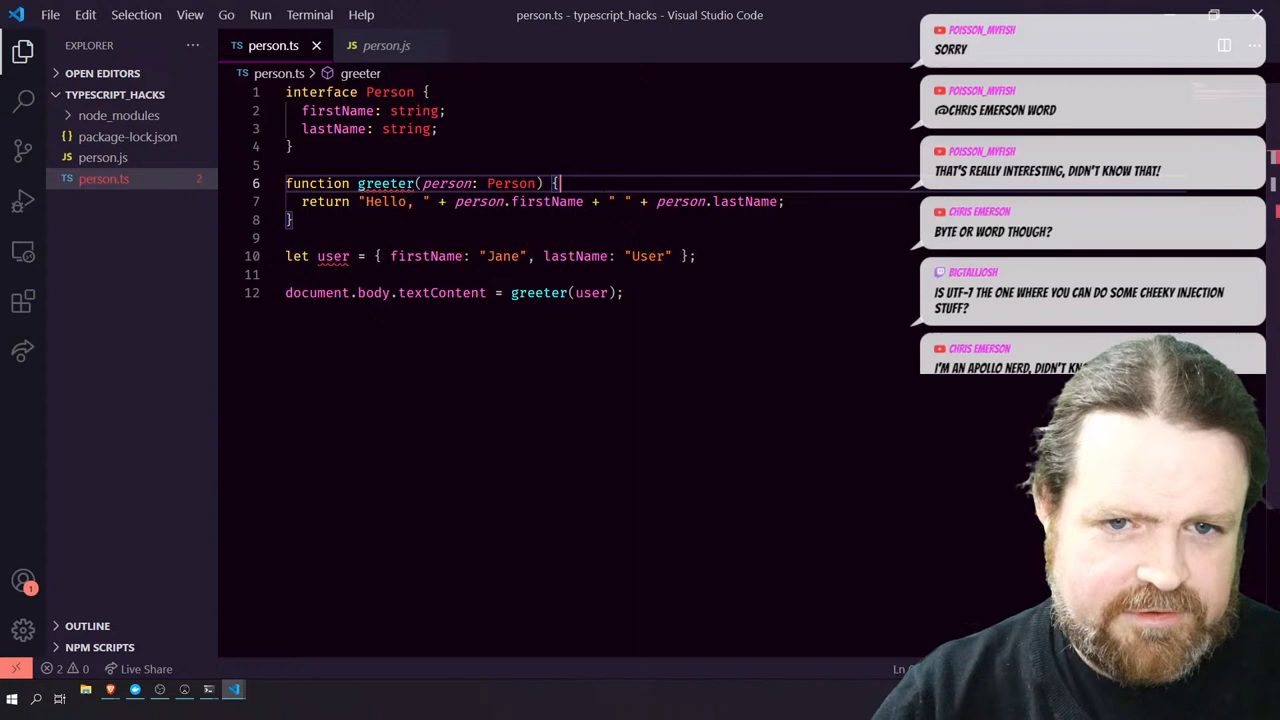 File Edit Selection View Go Run Terminal Help
person.ts - typescript_hacks - Visual Studio Code
EXPLORER
OPEN EDITORS
TYPESCRIPT_HACKS
node_modules
{} package-lock.json
JS person.js
TS person.ts 2
OUTLINE
NPM SCRIPTS
TS person.ts
JS person.js
TS person.ts > greeter
1 interface Person {
2 firstName: string;
3 lastName: string;
4 }
5
6 function greeter(person: Person) {
7 return "Hello, " + person.firstName + " " + person.lastName;
8 }
9
10 let user = { firstName: "Jane", lastName: "User" };
11
12 document.body.textContent = greeter(user);
POISSON_MYFISH
SORRY
POISSON_MYFISH
@CHRIS EMERSON WORD
POISSON_MYFISH
THAT'S REALLY INTERESTING, DIDN'T KNOW THAT!
CHRIS EMERSON
BYTE OR WORD THOUGH?
BIGTALLJOSH
IS UTF-7 THE ONE WHERE YOU CAN DO SOME CHEEKY INJECTION
STUFF?
CHRIS EMERSON
I'M AN APOLLO NERD, DIDN'T
1
2 0 Live Share
Ln